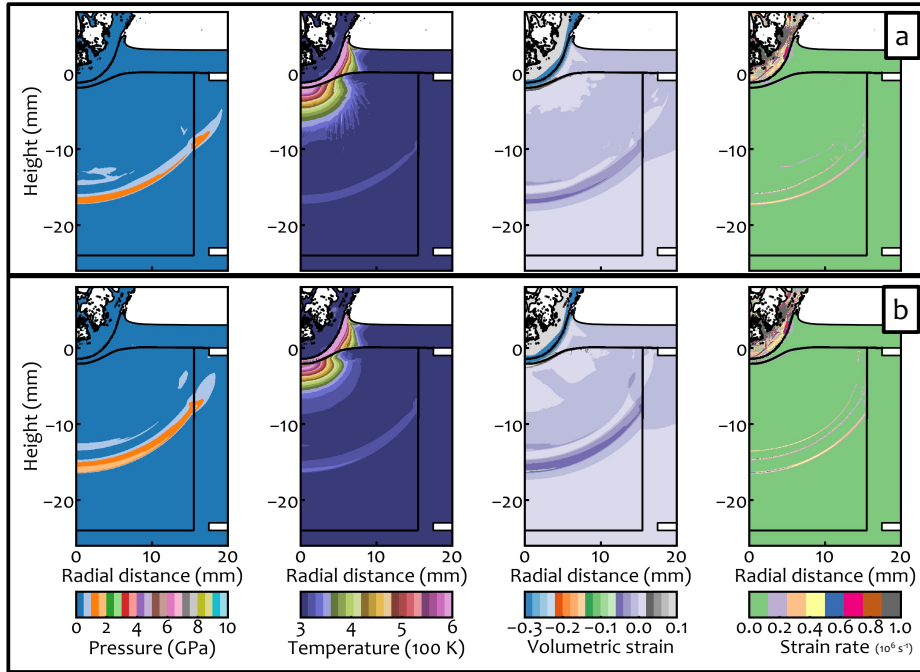 a
Height (mm)
0
−10
−20
b
Height (mm)
0
−10
−20
0 10 20 0 10 20 0 10 20 0 10 20
Radial distance (mm) Radial distance (mm) Radial distance (mm) Radial distance (mm)
0 2 4 6 8 10 3 4 5 6 −0.3 −0.2 −0.1 0.0 0.1 0.0 0.2 0.4 0.6 0.8 1.0
Pressure (GPa) Temperature (100 K) Volumetric strain Strain rate (10⁶ s⁻¹)